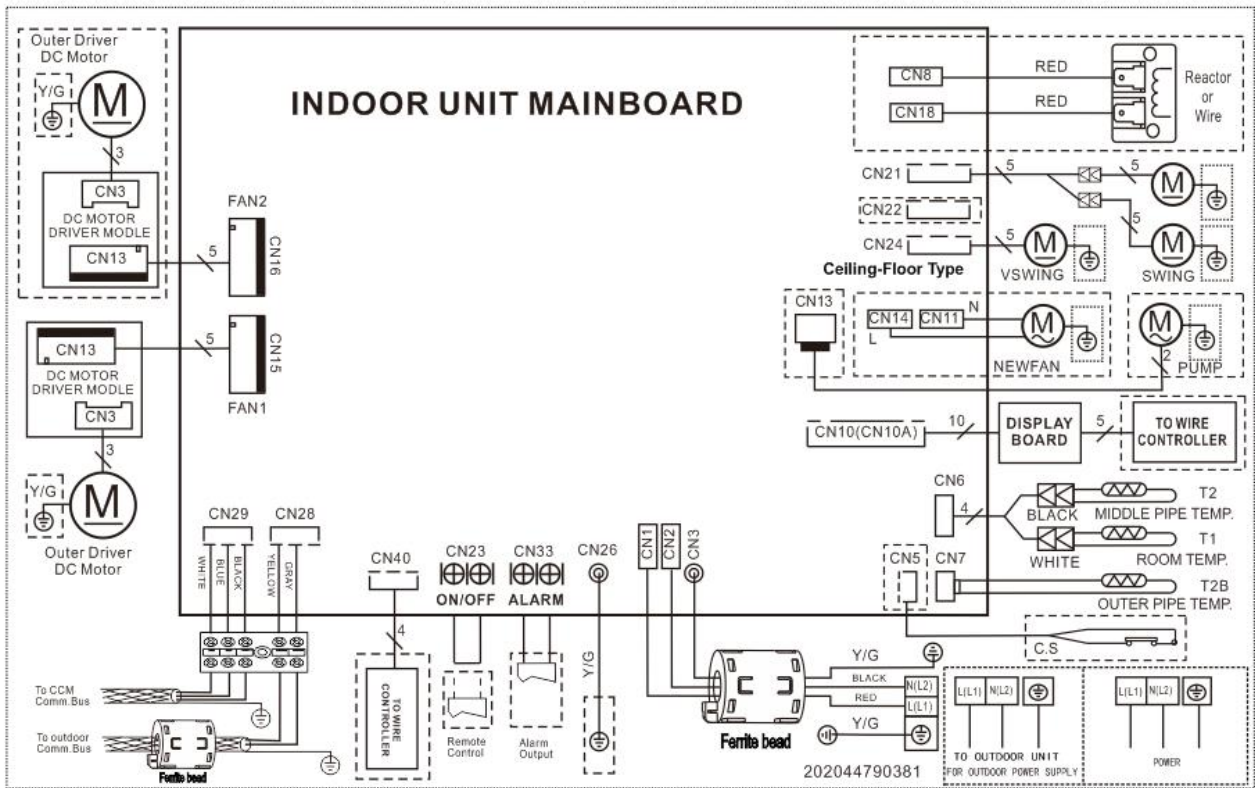 Outer Driver
DC Motor
Y/G
M
3
CN3
DC MOTOR
DRIVER MODLE
CN13
5
FAN2
CN16
INDOOR UNIT MAINBOARD
CN8
RED
CN18
RED
Reactor
or
Wire
CN21
5
5
M
CN22
5
CN24
5
M
M
Ceiling-Floor Type
VSWING
SWING
CN13
CN14
CN11
N
L
M
NEWFAN
M
2
PUMP
CN13
5
CN15
DC MOTOR
DRIVER MODLE
CN3
FAN1
3
Y/G
M
Outer Driver
DC Motor
CN10(CN10A)
10
DISPLAY
BOARD
5
TO WIRE
CONTROLLER
CN6
4
BLACK
T2
MIDDLE PIPE TEMP.
WHITE
T1
ROOM TEMP.
CN5
CN7
T2B
OUTER PIPE TEMP.
C.S
CN29
CN28
WHITE
BLUE
BLACK
YELLOW
GRAY
CN40
4
TO WIRE
CONTROLLER
CN23
ON/OFF
Remote
Control
CN33
ALARM
Alarm
Output
CN26
Y/G
CN1
CN2
CN3
Y/G
BLACK
RED
Y/G
N(L2)
L(L1)
Ferrite bead
To CCM
Comm.Bus
To outdoor
Comm.Bus
Ferrite bead
202044790381
L(L1)
N(L2)
TO OUTDOOR UNIT
FOR OUTDOOR POWER SUPPLY
L(L1)
N(L2)
POWER